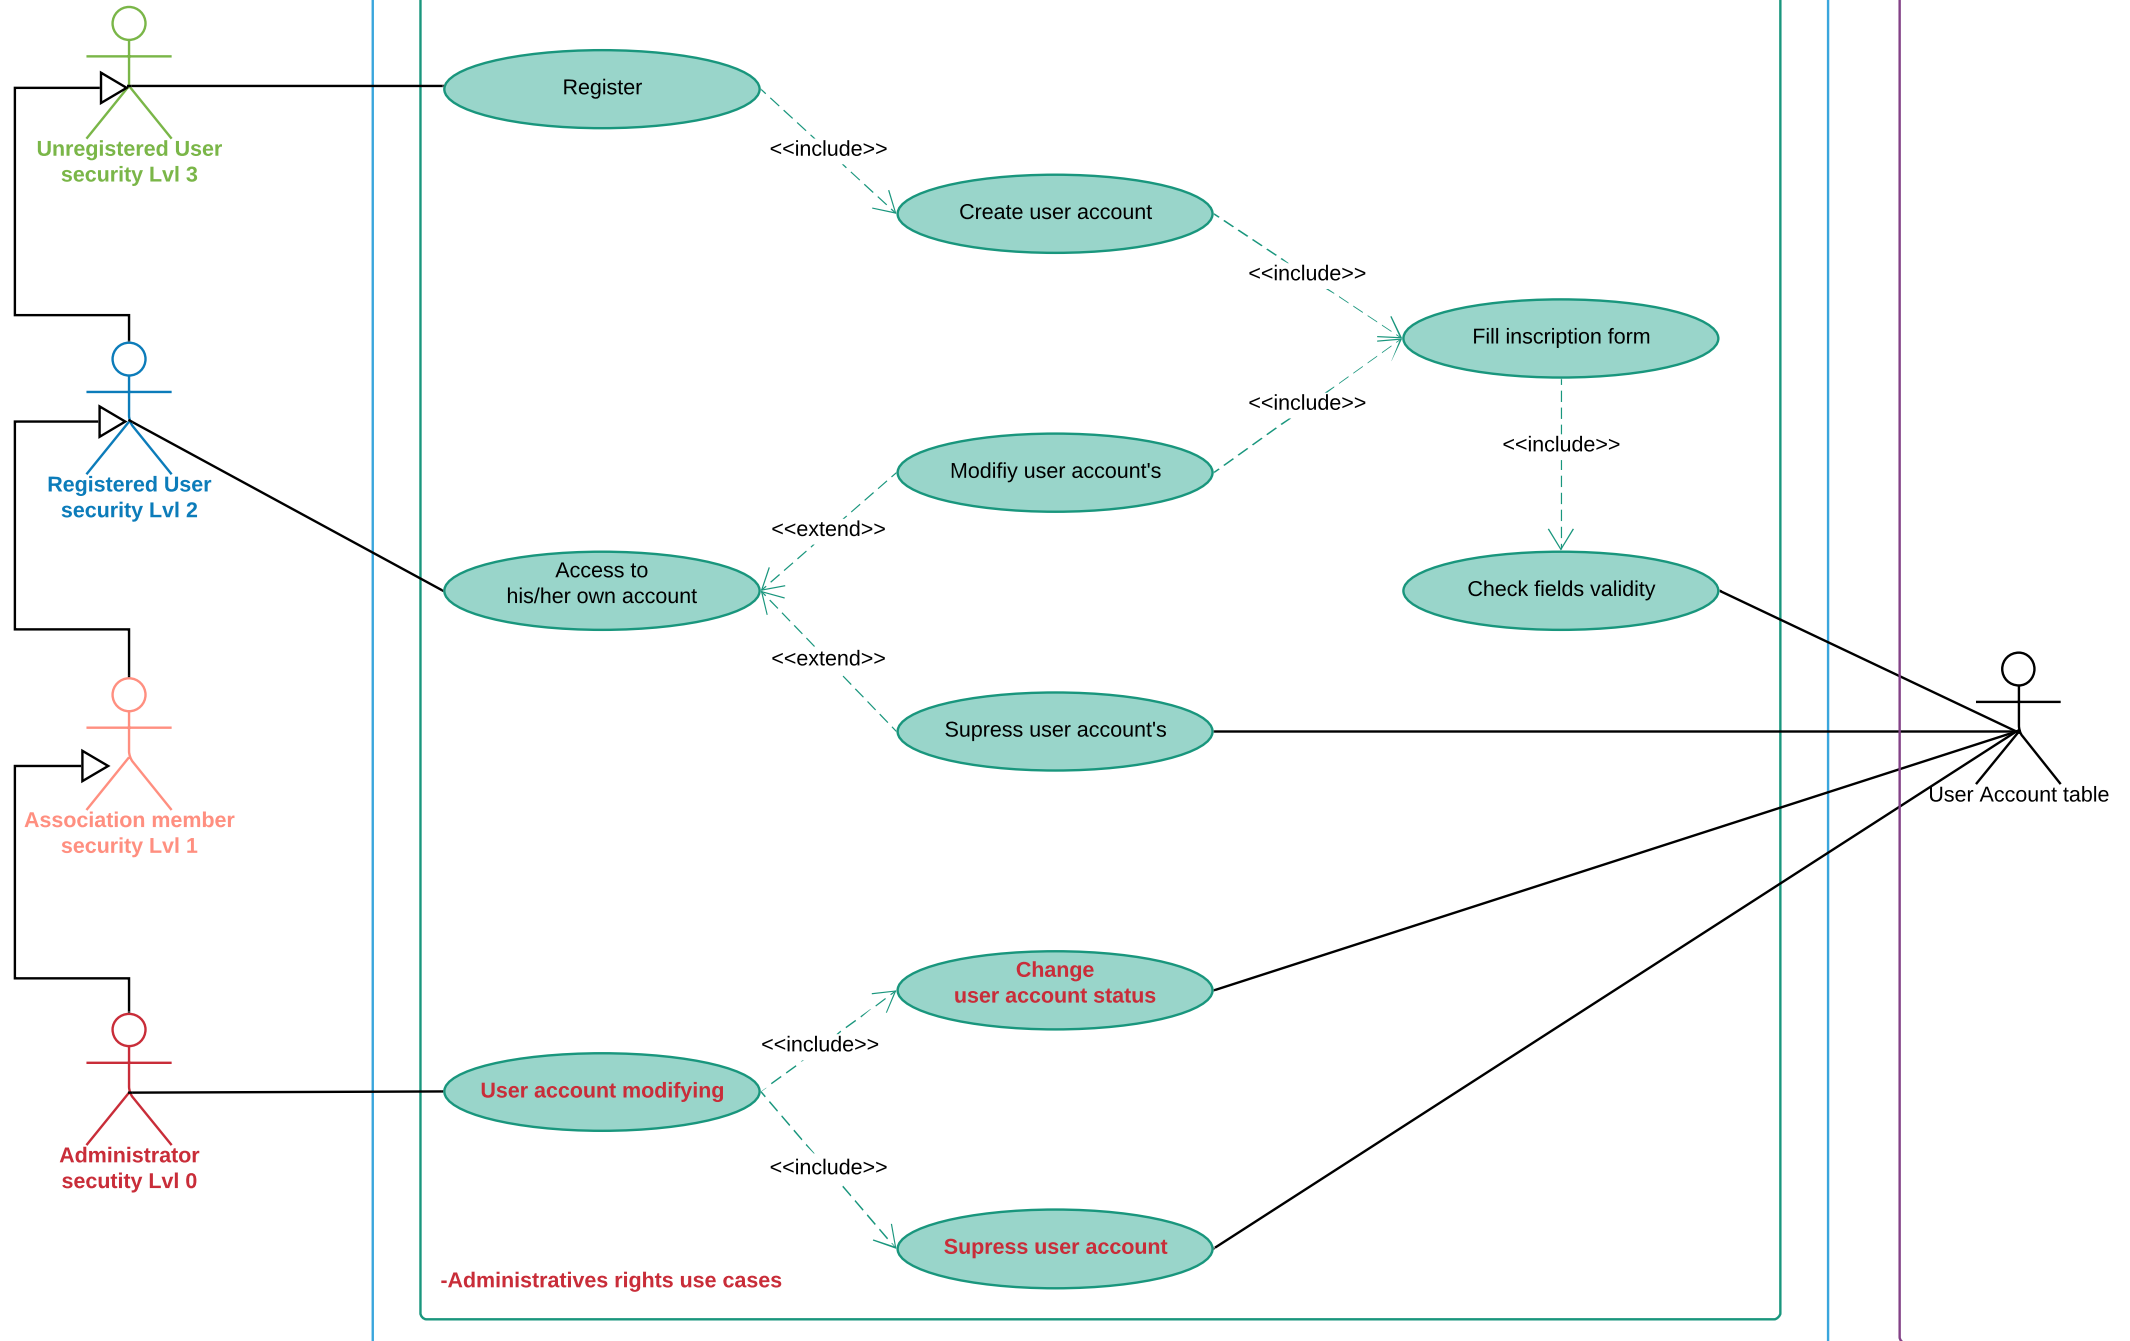 Register
<<include>>
Unregistered User
security Lvl 3
Create user account
<<include>>
Fill inscription form
<<include>>
<<include>>
Modifiy user account's
Registered User
security Lvl 2
<<extend>>
Access to
his/her own account
Check fields validity
<<extend>>
Supress user account's
User Account table
Association member
security Lvl 1
Change
user account status
<<include>>
User account modifying
Administrator
secutity Lvl 0
<<include>>
Supress user account
-Administratives rights use cases